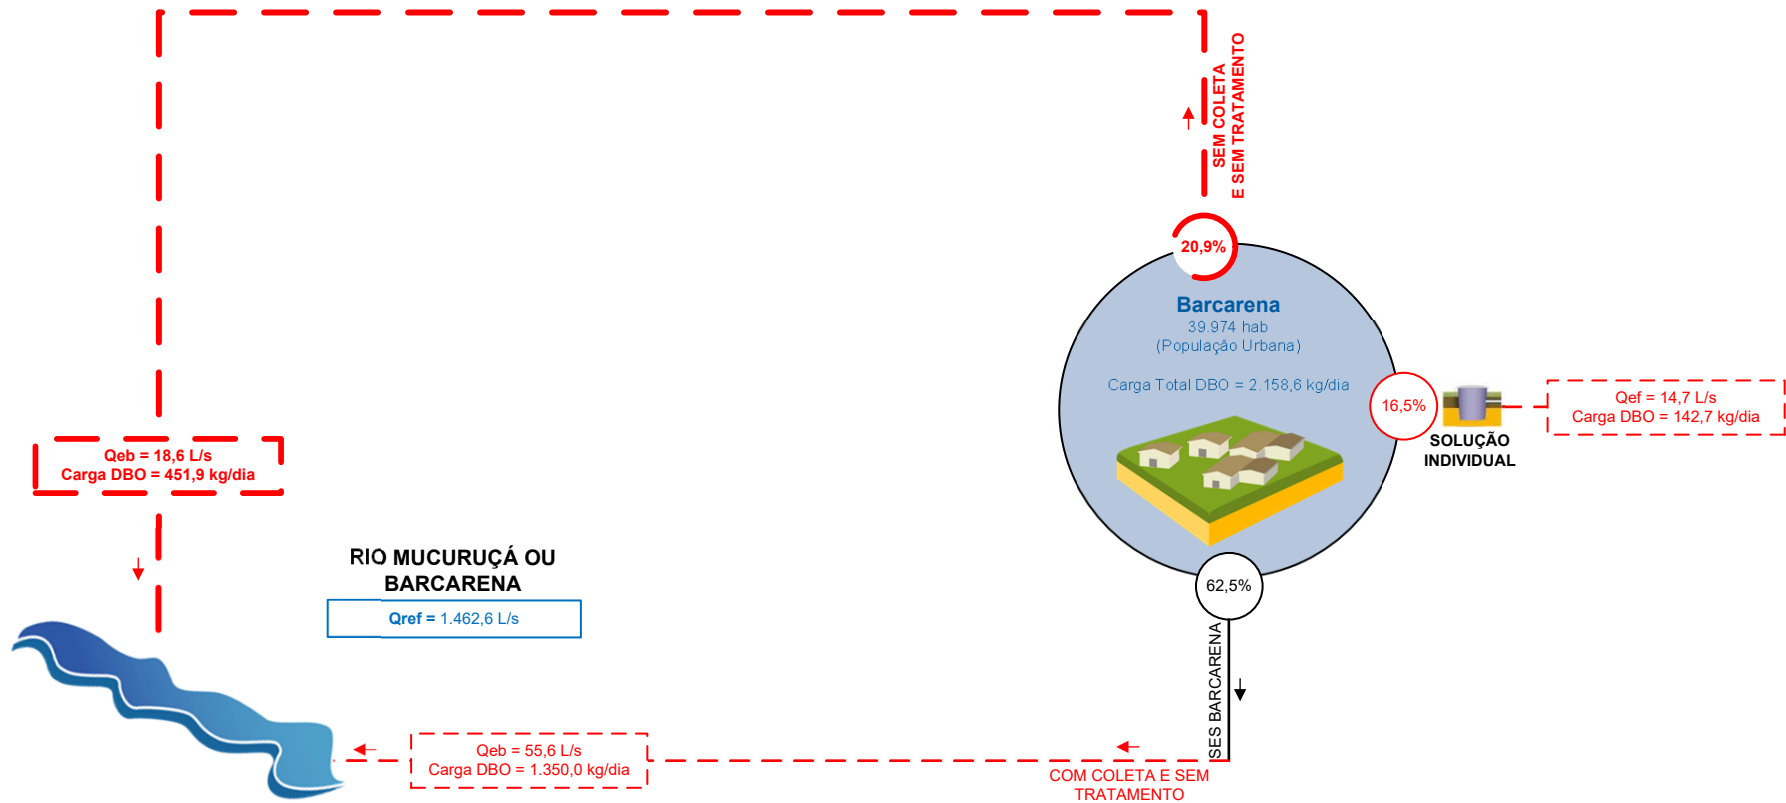 SEM COLETA
E SEM TRATAMENTO
20,9%
Barcarena
39.974 hab
(População Urbana)
Carga Total DBO = 2.158,6 kg/dia
16,5%
SOLUÇÃO
INDIVIDUAL
Qef = 14,7 L/s
Carga DBO = 142,7 kg/dia
Qeb = 18,6 L/s
Carga DBO = 451,9 kg/dia
RIO MUCURUÇÁ OU
BARCARENA
Qref = 1.462,6 L/s
62,5%
SES BARCARENA
Qeb = 55,6 L/s
Carga DBO = 1.350,0 kg/dia
COM COLETA E SEM
TRATAMENTO